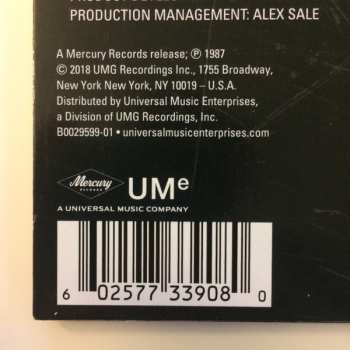 PRODUCTION MANAGEMENT: ALEX SALE
A Mercury Records release; ℗ 1987
© 2018 UMG Recordings Inc., 1755 Broadway,
New York New York, NY 10019 – U.S.A.
Distributed by Universal Music Enterprises,
a Division of UMG Recordings, Inc.
B0029599-01 • universalmusicenterprises.com
Mercury
RECORDS
UMe
A UNIVERSAL MUSIC COMPANY
6 02577 33908 0